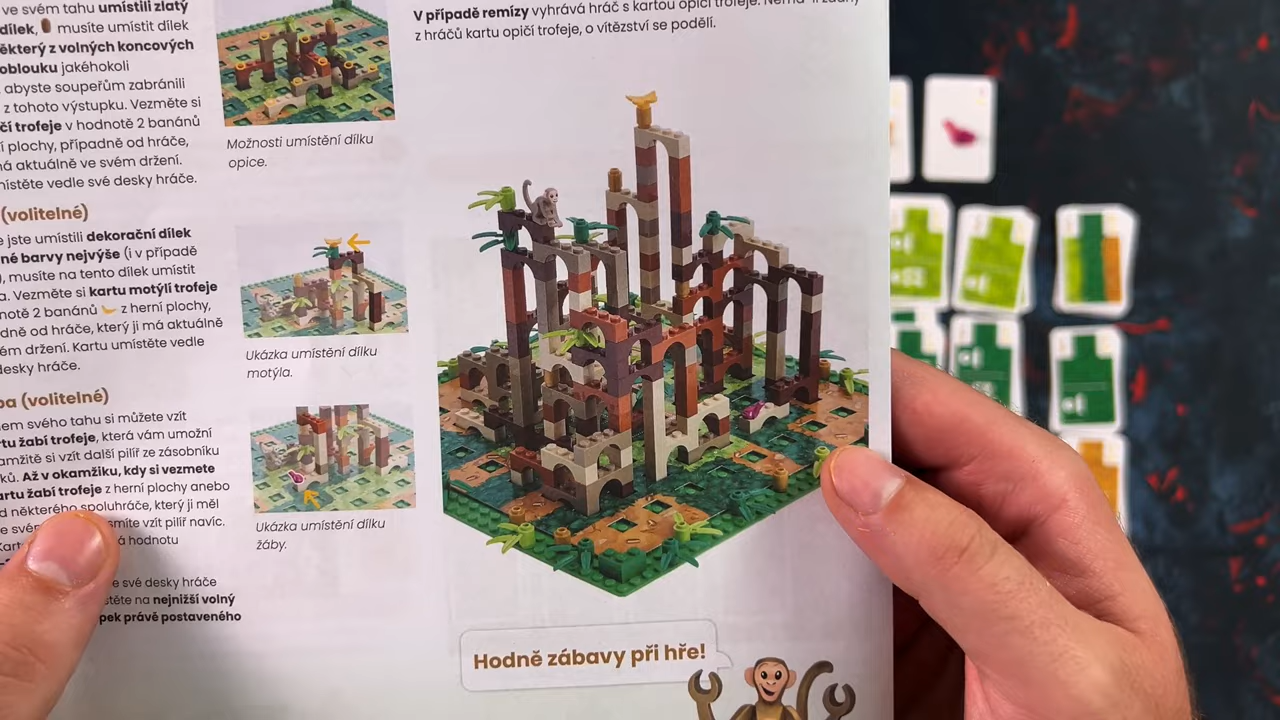 ve svém tahu umístili zlatý
dílek, musíte umístit dílek
ěkterý z volných koncových
oblouku jakéhokoli
abyste soupeřům zabránili
z tohoto výstupku. Vezměte si
čí trofeje v hodnotě 2 banánů
í plochy, případně od hráče,
ná aktuálně ve svém držení.
místěte vedle své desky hráče.
(volitelné)
e jste umístili dekorační dílek
né barvy nejvýše (i v případě
), musíte na tento dílek umístit
a. Vezměte si kartu motýlí trofeje
notě 2 banánů z herní plochy,
dně od hráče, který ji má aktuálně
ém držení. Kartu umístěte vedle
desky hráče.
ba (volitelné)
em svého tahu si můžete vzít
rtu žabí trofeje, která vám umožní
amžitě si vzít další pilíř ze zásobníku
ků. Až v okamžiku, kdy si vezmete
artu žabí trofeje z herní plochy anebo
d některého spoluhráče, který ji měl
e svém smíte vzít pilíř navíc.
Kart á hodnotu
e své desky hráče
stěte na nejnižší volný
pek právě postaveného
Možnosti umístění dílku
opice.
Ukázka umístění dílku
motýla.
Ukázka umístění dílku
žáby.
V případě remízy vyhrává hráč s kartou opičí trofeje. Nemá-li žádný
z hráčů kartu opičí trofeje, o vítězství se podělí.
Hodně zábavy při hře!